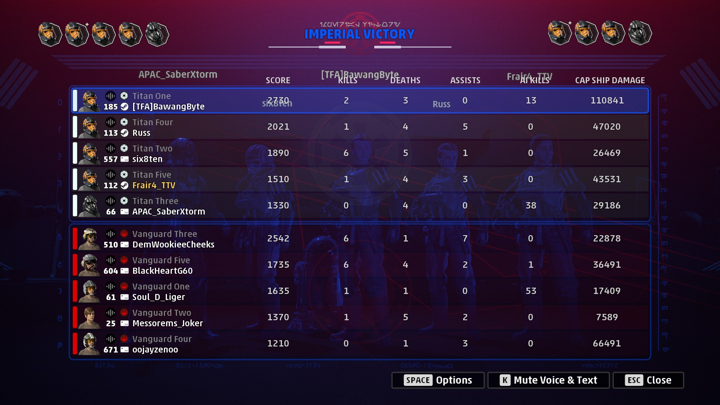 IMPERIAL VICTORY
APAC_SaberXtorm [TFA]BawangByte Frair4_TTV
SCORE KILLS DEATHS ASSISTS AI KILLS CAP SHIP DAMAGE
Titan One
185 [TFA]BawangByte 2730 2 3 0 13 110841
Russ
Titan Four
113 Russ 2021 1 4 5 0 47020
Titan Two
557 six8ten 1890 6 5 1 0 26469
Titan Five
112 Frair4_TTV 1510 1 4 3 0 43531
Titan Three
66 APAC_SaberXtorm 1330 0 4 0 38 29186
Vanguard Three
510 DemWookieeCheeks 2542 6 1 7 0 22878
Vanguard Five
604 BlackHeartG60 1735 6 4 2 1 36491
Vanguard One
61 Soul_D_Liger 1635 1 1 0 53 17409
Vanguard Two
25 Messorems_Joker 1370 1 5 2 0 7589
Vanguard Four
671 oojayzenoo 1210 0 1 3 0 66491
SPACE Options K Mute Voice & Text ESC Close